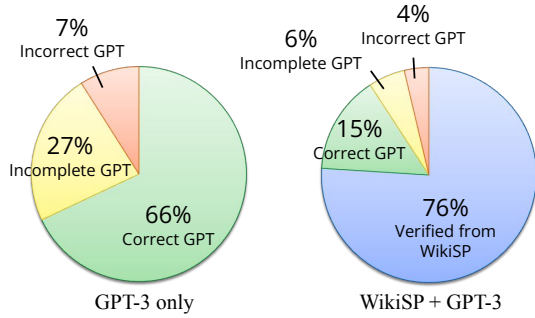 7%
Incorrect GPT
27%
Incomplete GPT
66%
Correct GPT
GPT-3 only
4%
Incorrect GPT
6%
Incomplete GPT
15%
Correct GPT
76%
Verified from
WikiSP
WikiSP + GPT-3